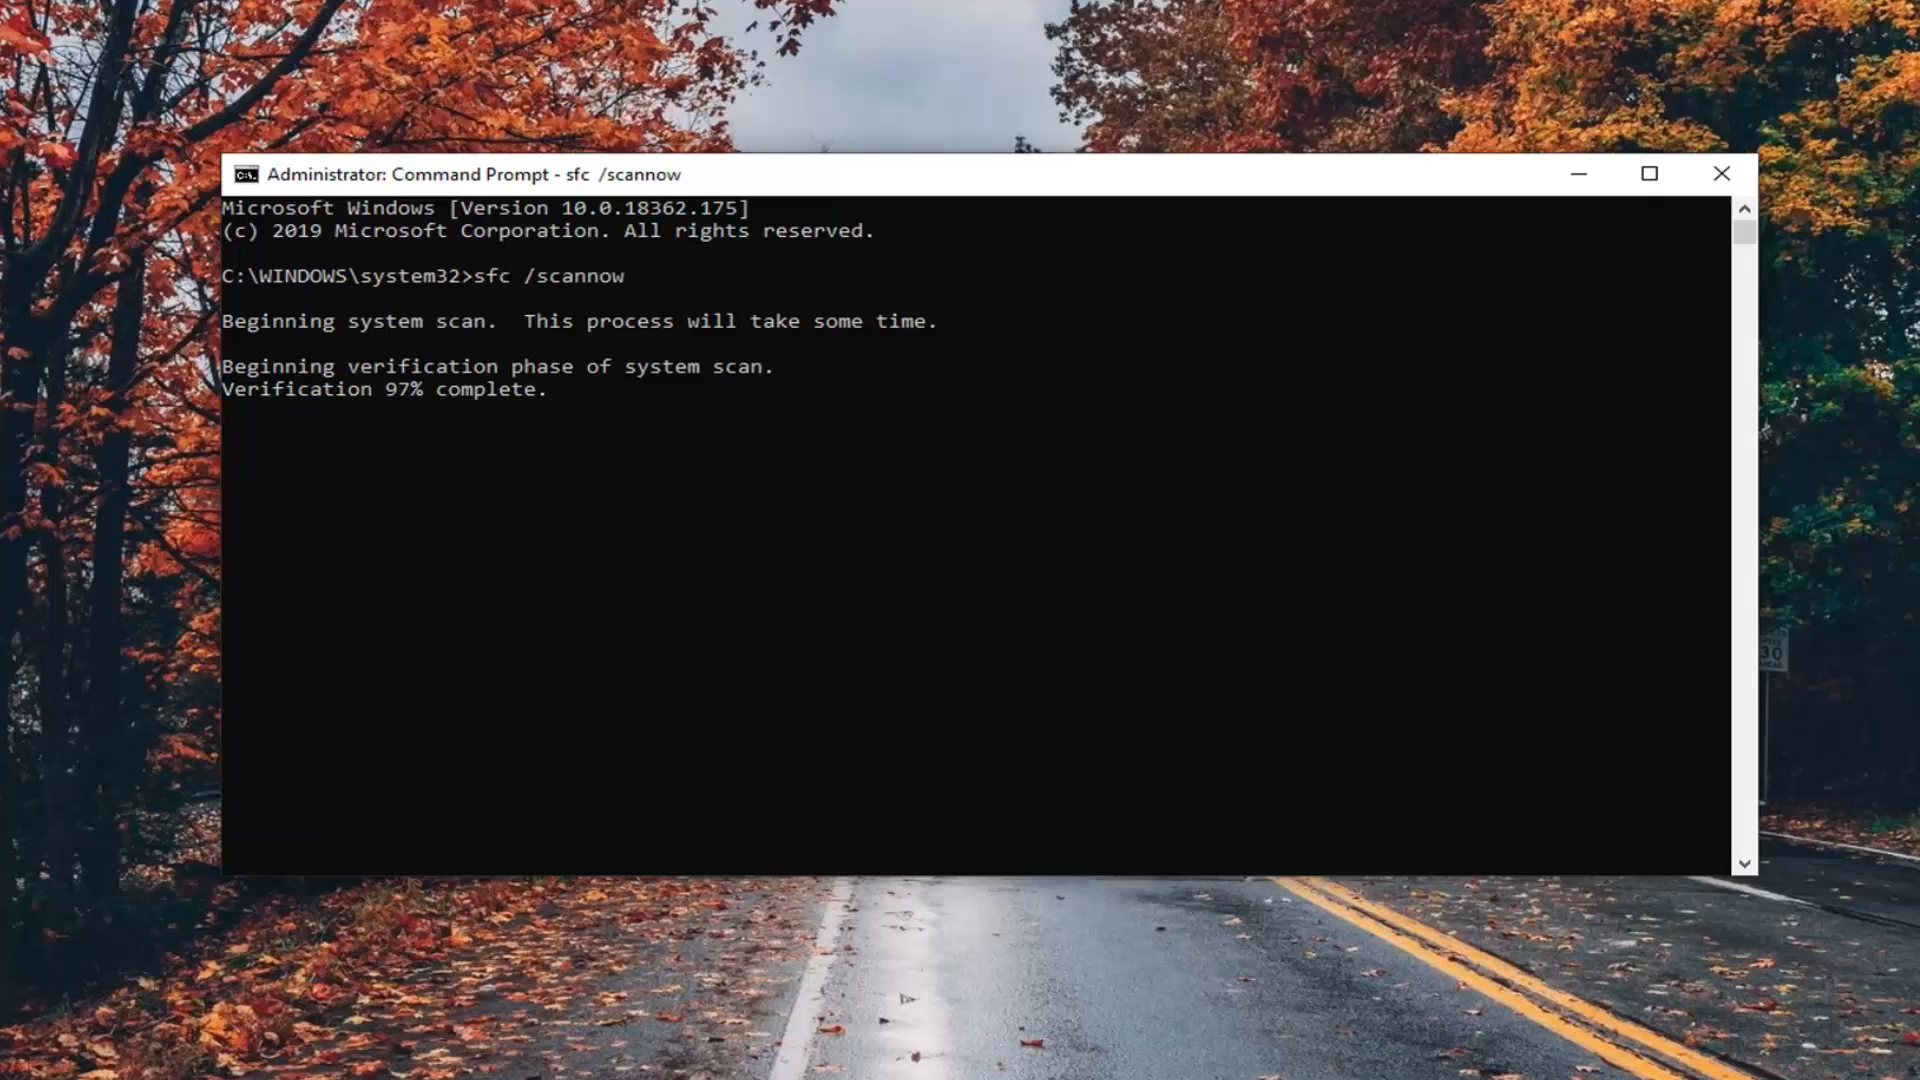 Administrator: Command Prompt - sfc  /scannow
Microsoft Windows [Version 10.0.18362.175]
(c) 2019 Microsoft Corporation. All rights reserved.
C:\WINDOWS\system32>sfc /scannow
Beginning system scan.  This process will take some time.
Beginning verification phase of system scan.
Verification 97% complete.
30